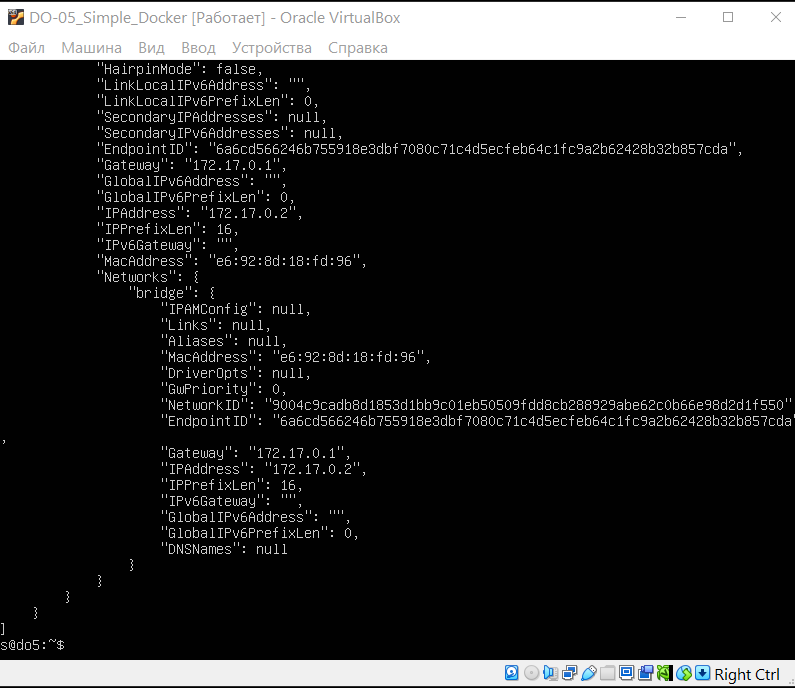 DO-05_Simple_Docker [Работает] - Oracle VirtualBox
Файл Машина Вид Ввод Устройства Справка
"HairpinMode": false,
"LinkLocalIPv6Address": "",
"LinkLocalIPv6PrefixLen": 0,
"SecondaryIPAddresses": null,
"SecondaryIPv6Addresses": null,
"EndpointID": "6a6cd566246b755918e3dbf7080c71c4d5ecfeb64c1fc9a2b62428b32b857cda",
"Gateway": "172.17.0.1",
"GlobalIPv6Address": "",
"GlobalIPv6PrefixLen": 0,
"IPAddress": "172.17.0.2",
"IPPrefixLen": 16,
"IPv6Gateway": "",
"MacAddress": "e6:92:8d:18:fd:96",
"Networks": {
"bridge": {
"IPAMConfig": null,
"Links": null,
"Aliases": null,
"MacAddress": "e6:92:8d:18:fd:96",
"DriverOpts": null,
"GwPriority": 0,
"NetworkID": "9004c9cadb8d1853d1bb9c01eb50509fdd8cb288929abe62c0b66e98d2d1f550"
"EndpointID": "6a6cd566246b755918e3dbf7080c71c4d5ecfeb64c1fc9a2b62428b32b857cda"
,
"Gateway": "172.17.0.1",
"IPAddress": "172.17.0.2",
"IPPrefixLen": 16,
"IPv6Gateway": "",
"GlobalIPv6Address": "",
"GlobalIPv6PrefixLen": 0,
"DNSNames": null
}
}
}
}
]
s@do5:~$
Right Ctrl